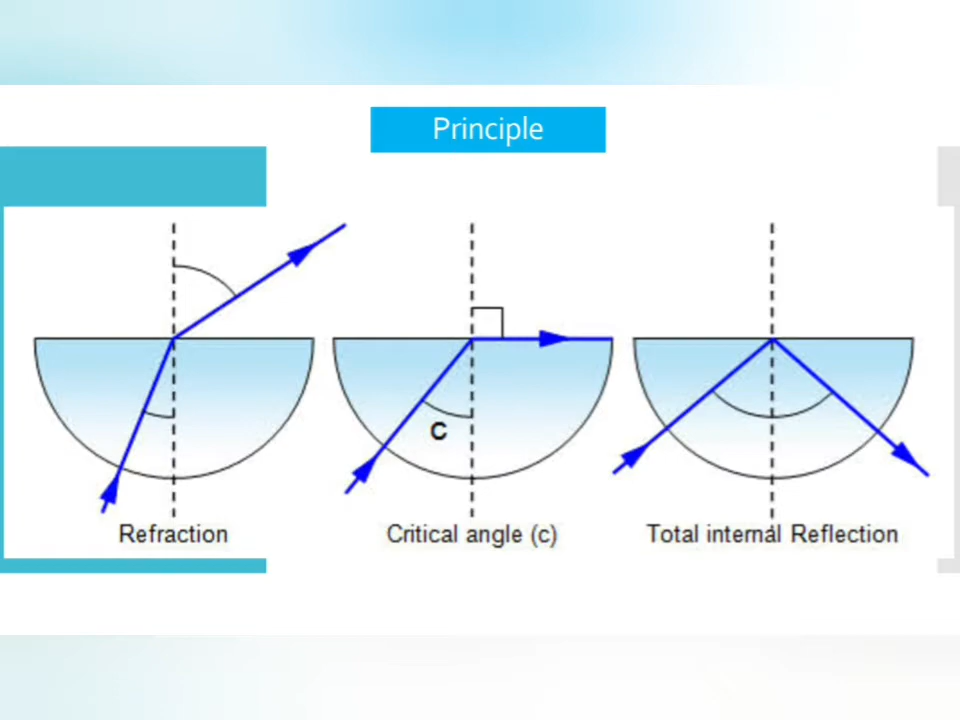 Principle
C
Refraction
Critical angle (c)
Total internal Reflection